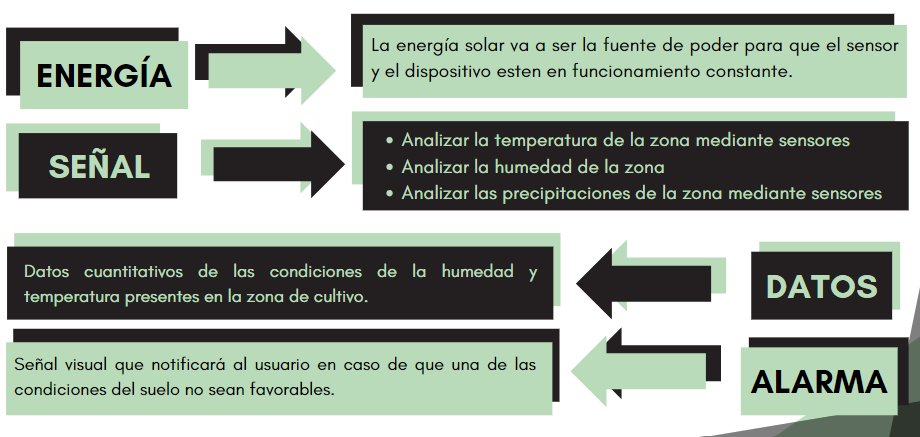 ENERGÍA
La energía solar va a ser la fuente de poder para que el sensor
y el dispositivo esten en funcionamiento constante.
SEÑAL
• Analizar la temperatura de la zona mediante sensores
• Analizar la humedad de la zona
• Analizar las precipitaciones de la zona mediante sensores
Datos cuantitativos de las condiciones de la humedad y
temperatura presentes en la zona de cultivo.
DATOS
Señal visual que notificará al usuario en caso de que una de las
condiciones del suelo no sean favorables.
ALARMA